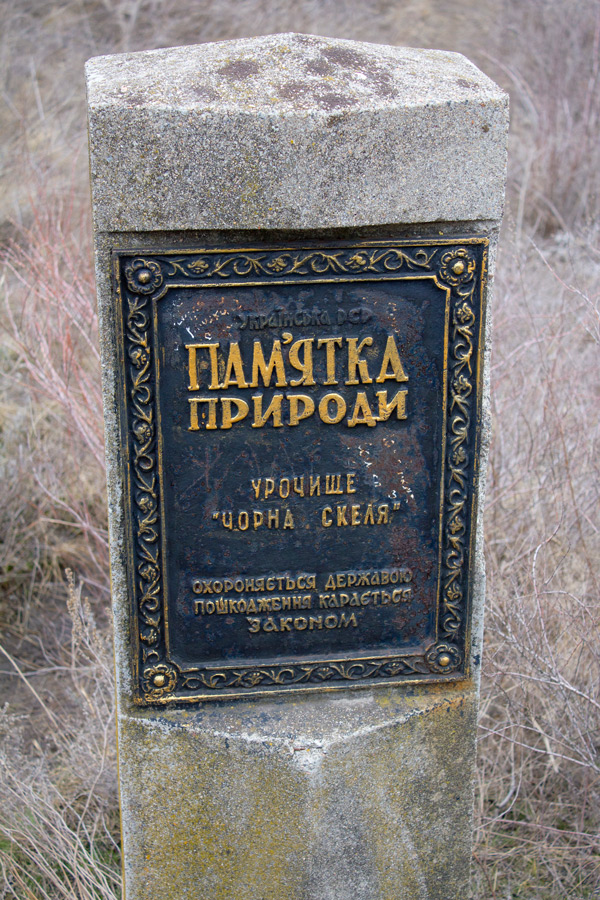 Українська РСР
ПАМ'ЯТКА
ПРИРОДИ
УРОЧИЩЕ
"ЧОРНА СКЕЛЯ"
ОХОРОНЯЄТЬСЯ ДЕРЖАВОЮ
ПОШКОДЖЕННЯ КАРАЄТЬСЯ
ЗАКОНОМ